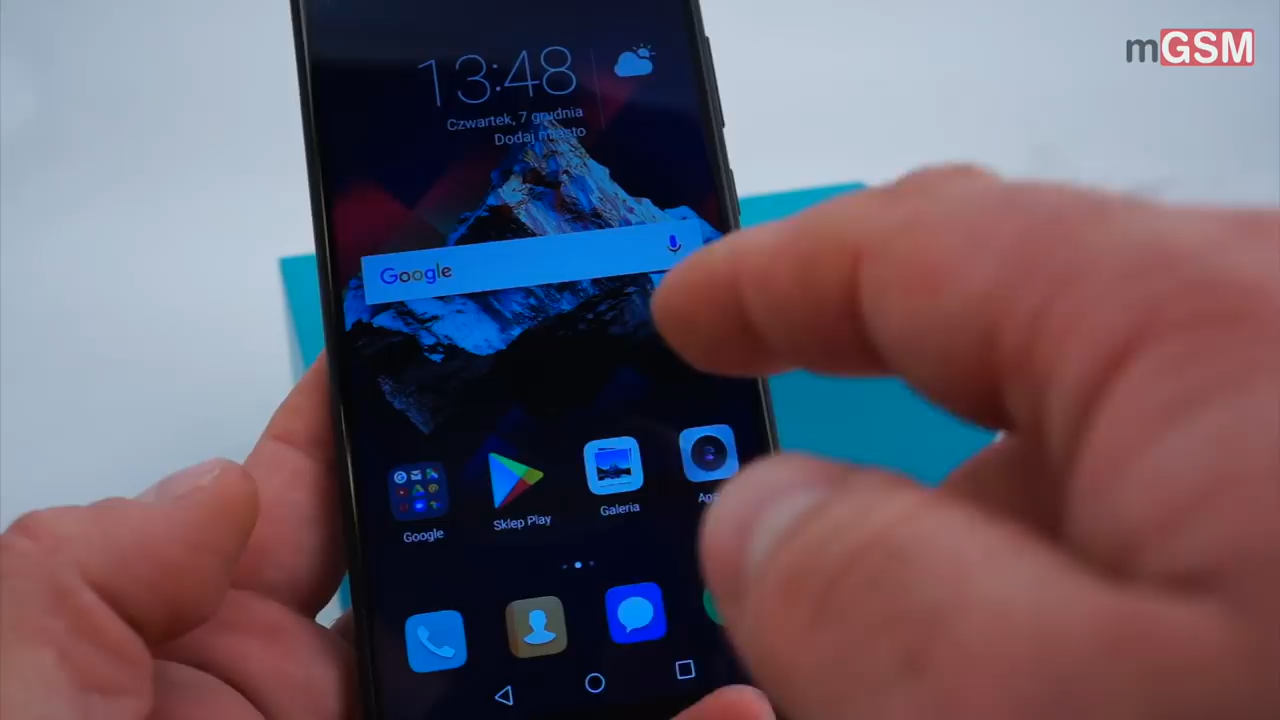 mGSM
13:48
Czwartek, 7 grudnia
Dodaj miasto
Google
Google
Sklep Play
Galeria